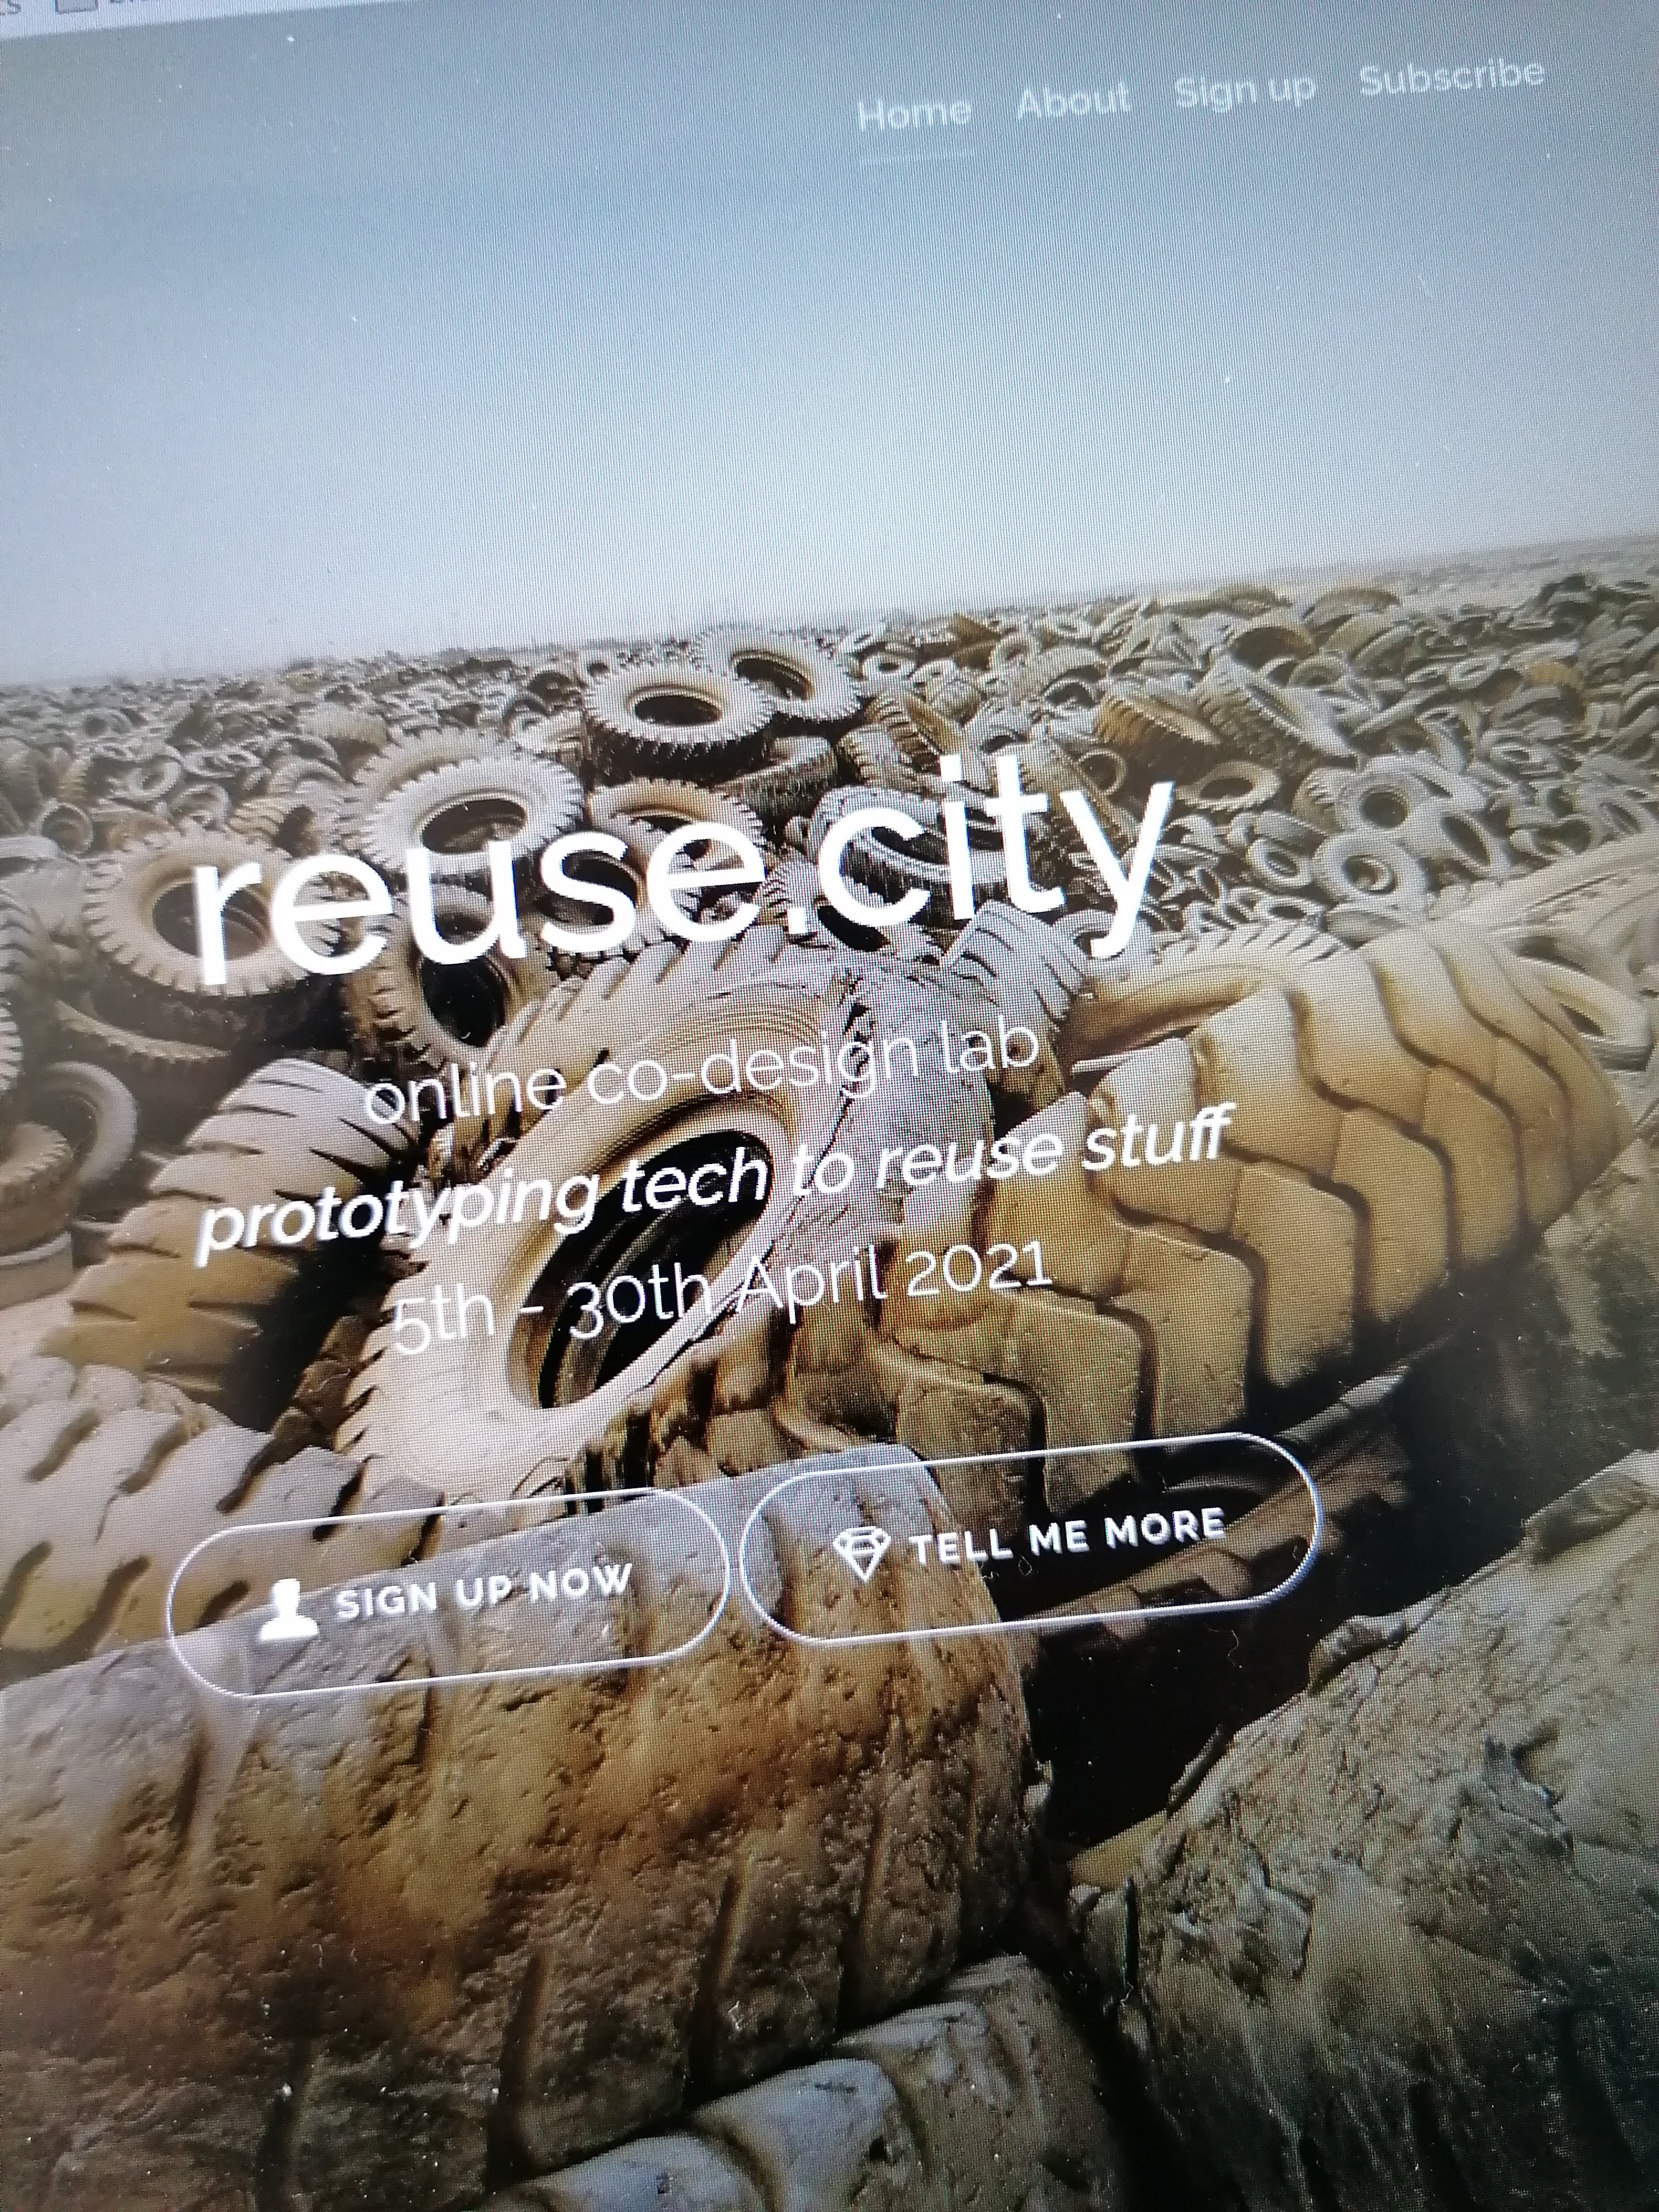 Home About Sign up Subscribe
reuse.city
online co-design lab
prototyping tech to reuse stuff
5th - 30th April 2021
SIGN UP NOW
TELL ME MORE